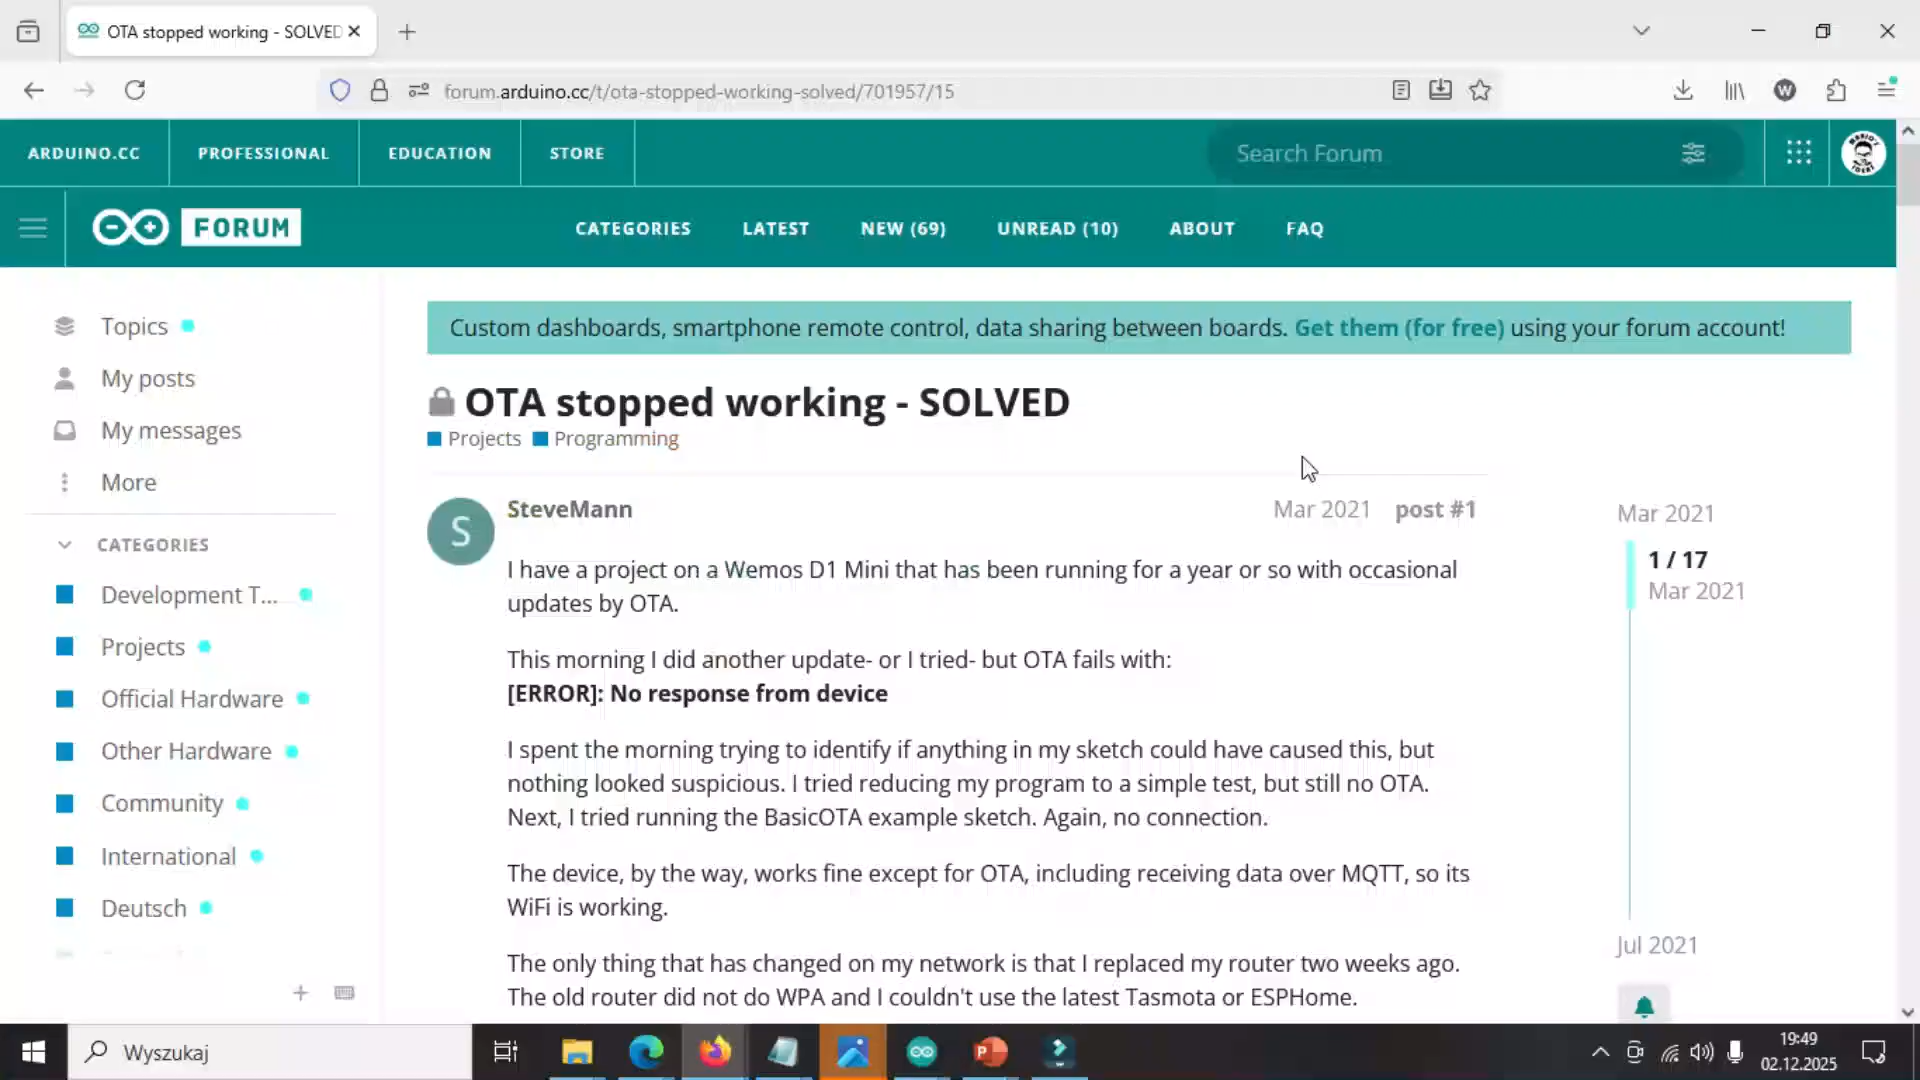 OTA stopped working - SOLVED
forum.arduino.cc/t/ota-stopped-working-solved/701957/15
W
ARDUINO.CC
PROFESSIONAL
EDUCATION
STORE
Search Forum
FORUM
CATEGORIES
LATEST
NEW (69)
UNREAD (10)
ABOUT
FAQ
Topics
My posts
My messages
More
CATEGORIES
Development T...
Projects
Official Hardware
Other Hardware
Community
International
Deutsch
Custom dashboards, smartphone remote control, data sharing between boards. Get them (for free) using your forum account!
OTA stopped working - SOLVED
Projects Programming
S
SteveMann
Mar 2021 post #1
I have a project on a Wemos D1 Mini that has been running for a year or so with occasional
updates by OTA.
This morning I did another update- or I tried- but OTA fails with:
[ERROR]: No response from device
I spent the morning trying to identify if anything in my sketch could have caused this, but
nothing looked suspicious. I tried reducing my program to a simple test, but still no OTA.
Next, I tried running the BasicOTA example sketch. Again, no connection.
The device, by the way, works fine except for OTA, including receiving data over MQTT, so its
WiFi is working.
The only thing that has changed on my network is that I replaced my router two weeks ago.
The old router did not do WPA and I couldn't use the latest Tasmota or ESPHome.
Mar 2021
1 / 17
Mar 2021
Jul 2021
Wyszukaj
P
19:49
02.12.2025